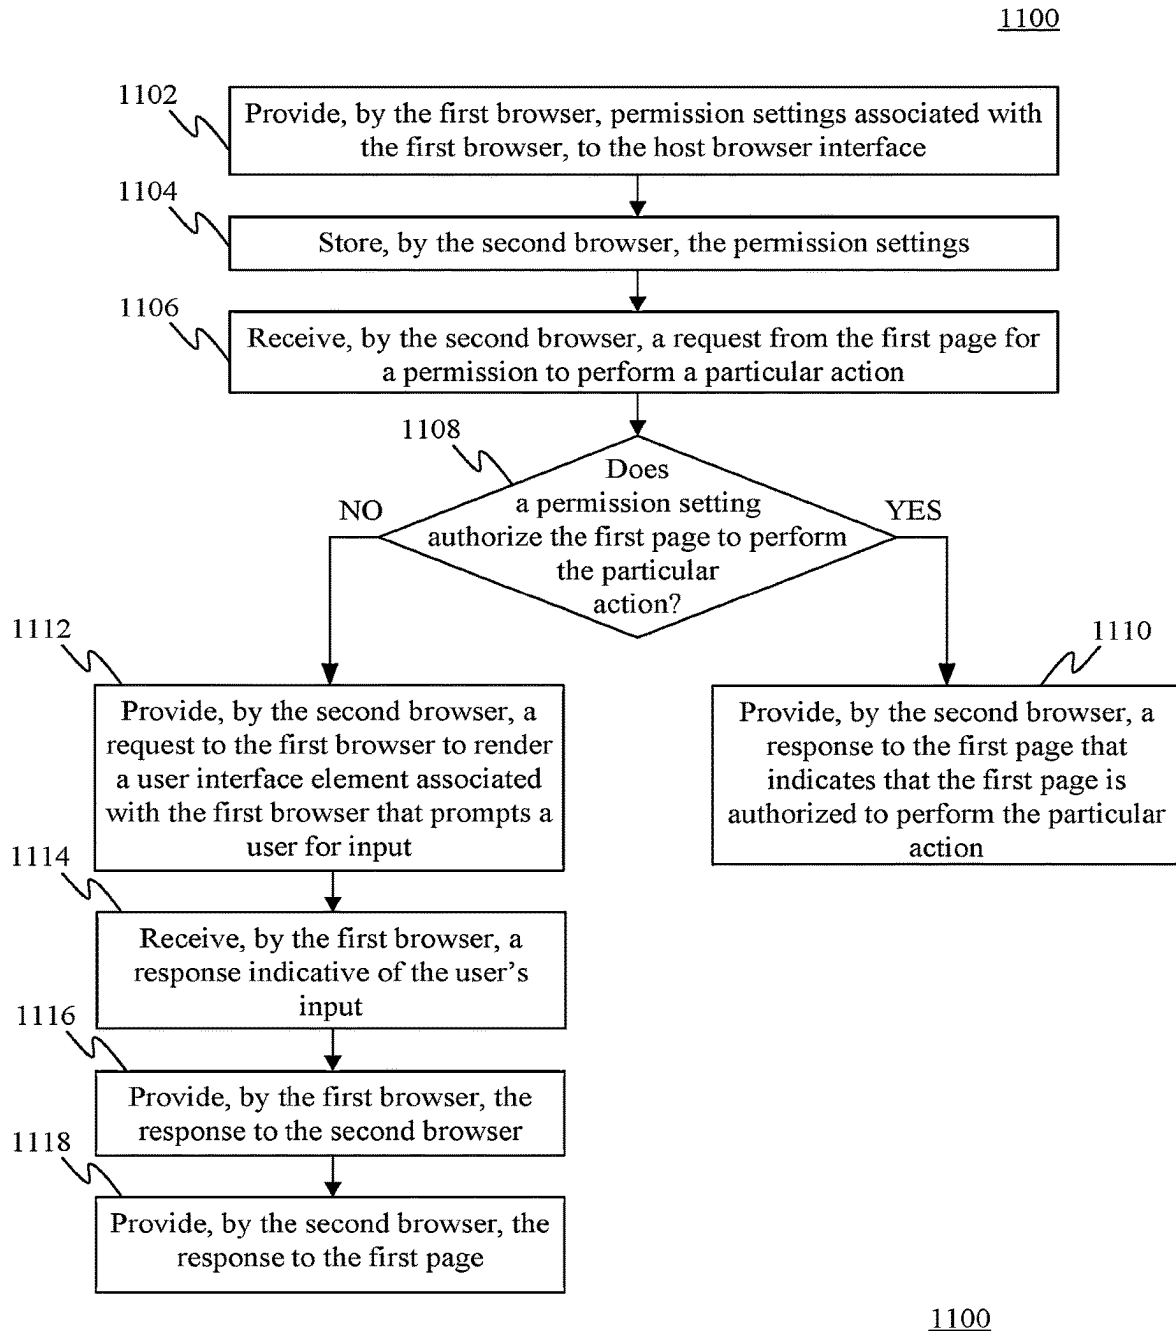 1100
1102
Provide, by the first browser, permission settings associated with
the first browser, to the host browser interface
1104
Store, by the second browser, the permission settings
1106
Receive, by the second browser, a request from the first page for
a permission to perform a particular action
1108
Does
a permission setting
authorize the first page to perform
the particular
action?
NO
YES
1112
Provide, by the second browser, a
request to the first browser to render
a user interface element associated
with the first browser that prompts a
user for input
1110
Provide, by the second browser, a
response to the first page that
indicates that the first page is
authorized to perform the particular
action
1114
Receive, by the first browser, a
response indicative of the user's
input
1116
Provide, by the first browser, the
response to the second browser
1118
Provide, by the second browser, the
response to the first page
1100